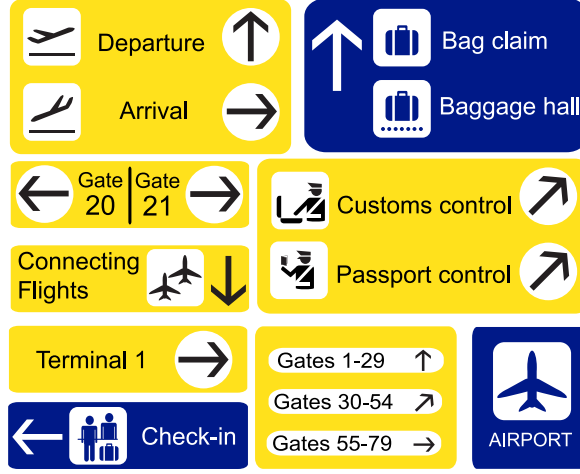 Departure
Arrival
Bag claim
Baggage hall
Gate 20
Gate 21
Customs control
Passport control
Connecting
Flights
Terminal 1
Check-in
Gates 1-29
Gates 30-54
Gates 55-79
AIRPORT